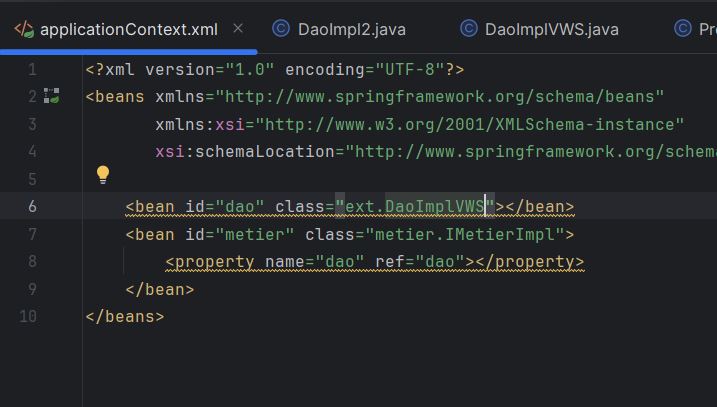 applicationContext.xml × DaoImpl2.java DaoImplVWS.java Pr
1 <?xml version="1.0" encoding="UTF-8"?>
2 <beans xmlns="http://www.springframework.org/schema/beans"
3 xmlns:xsi="http://www.w3.org/2001/XMLSchema-instance"
4 xsi:schemaLocation="http://www.springframework.org/schema
5
6 <bean id="dao" class="ext.DaoImplVWS"></bean>
7 <bean id="metier" class="metier.IMetierImpl">
8 <property name="dao" ref="dao"></property>
9 </bean>
10 </beans>